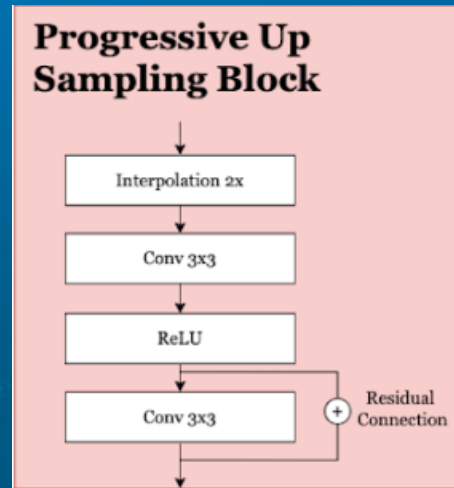 Progressive Up
Sampling Block
Interpolation 2x
Conv 3x3
ReLU
Conv 3x3
+
Residual
Connection